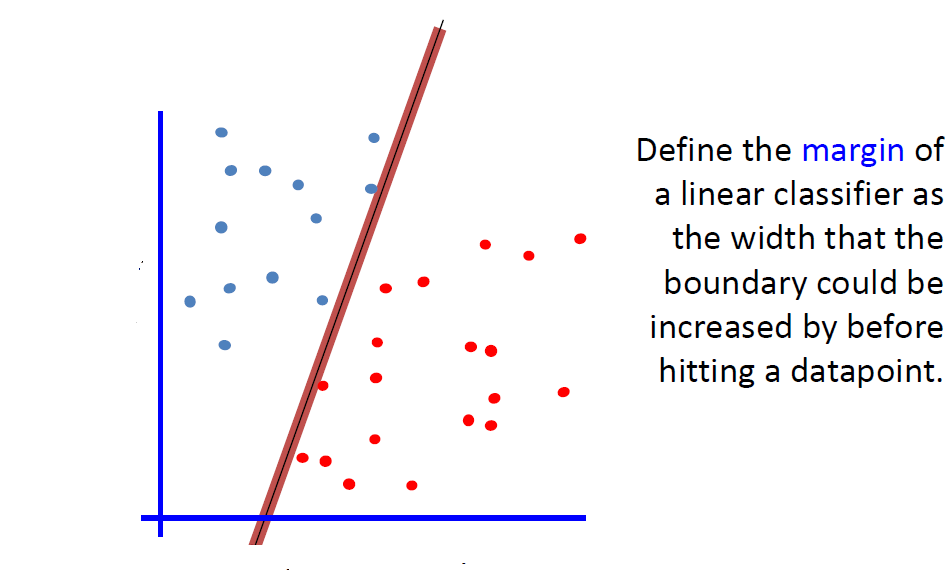 Define the margin of
a linear classifier as
the width that the
boundary could be
increased by before
hitting a datapoint.